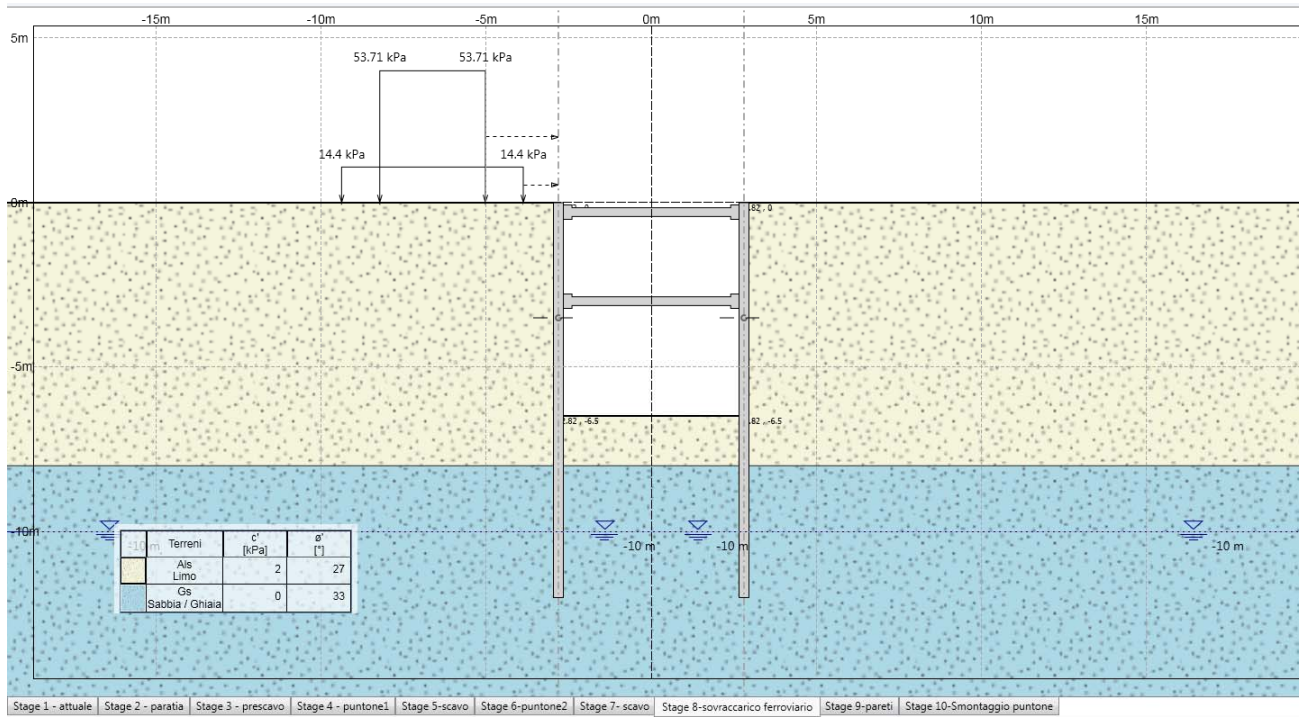 -15m -10m -5m 0m 5m 10m 15m
5m
53.71 kPa 53.71 kPa
14.4 kPa 14.4 kPa
0m
.82 , 0
-5m
2.82 , -6.5 .82 , -6.5
-10m
-10 m -10 m -10 m -10 m
Terreni c' [kPa] ø' [°]
Als Limo 2 27
Gs Sabbia / Ghiaia 0 33
Stage 1 - attuale Stage 2 - paratia Stage 3 - prescavo Stage 4 - puntone1 Stage 5-scavo Stage 6-puntone2 Stage 7- scavo Stage 8-sovraccarico ferroviario Stage 9-pareti Stage 10-Smontaggio puntone